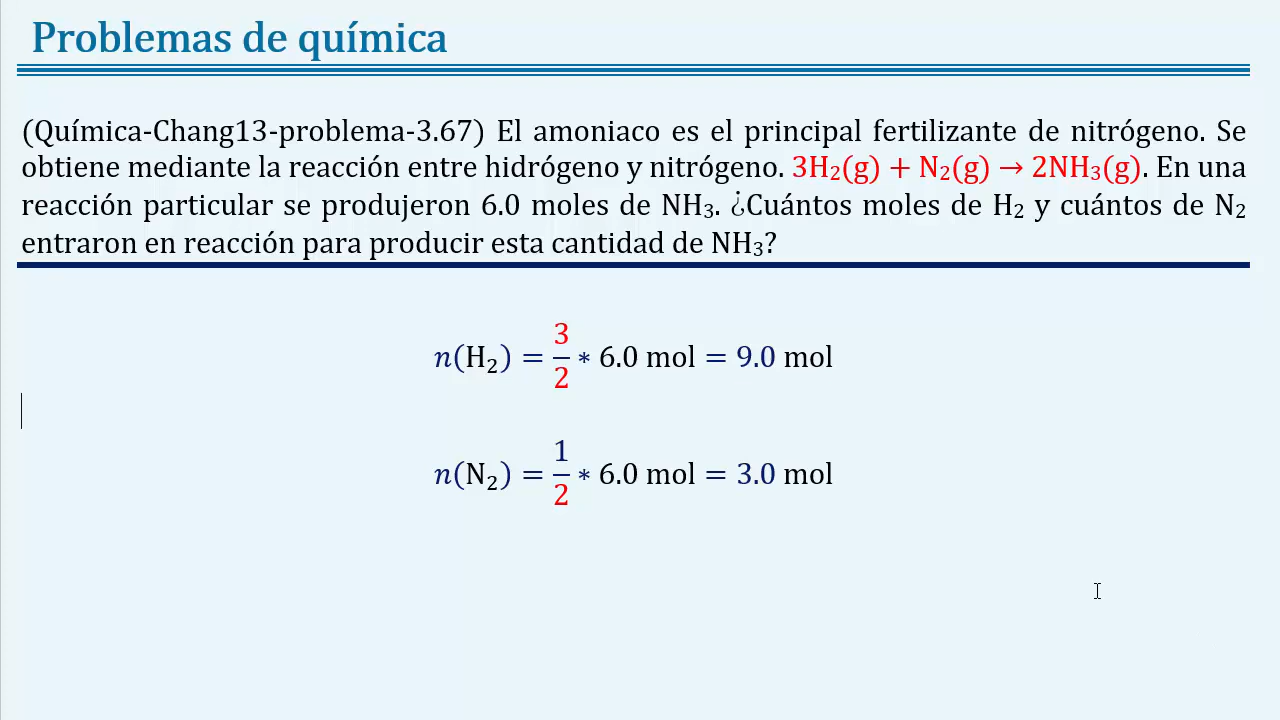 Problemas de química
(Química-Chang13-problema-3.67) El amoniaco es el principal fertilizante de nitrógeno. Se
obtiene mediante la reacción entre hidrógeno y nitrógeno. 3H₂(g) + N₂(g) → 2NH₃(g). En una
reacción particular se produjeron 6.0 moles de NH₃. ¿Cuántos moles de H₂ y cuántos de N₂
entraron en reacción para producir esta cantidad de NH₃?
n(H₂) = 3/2 ∗ 6.0 mol = 9.0 mol
n(N₂) = 1/2 ∗ 6.0 mol = 3.0 mol